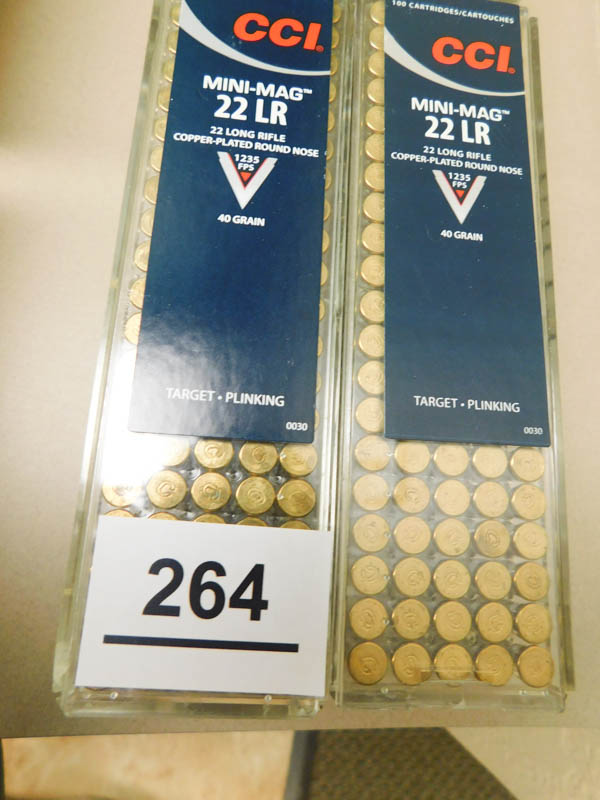 CCI.
MINI-MAG™
22 LR
22 LONG RIFLE
COPPER-PLATED ROUND NOSE
1235
FPS
40 GRAIN
TARGET • PLINKING
0030
264
100 CARTRIDGES/CARTOUCHES
CCI.
MINI-MAG™
22 LR
22 LONG RIFLE
COPPER-PLATED ROUND NOSE
1235
FPS
40 GRAIN
TARGET • PLINKING
0030